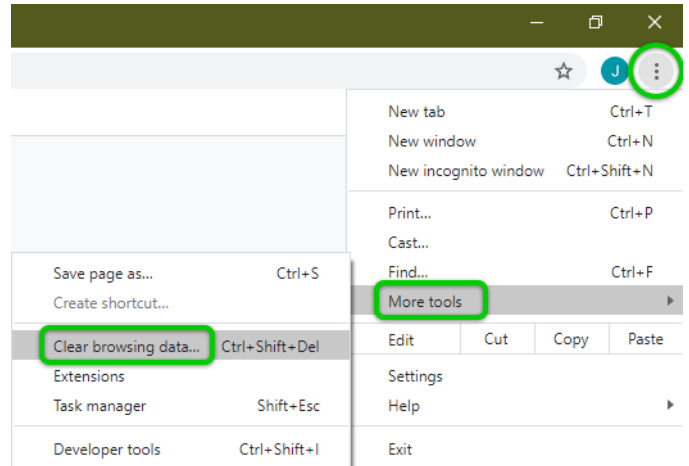 J
New tab Ctrl+T
New window Ctrl+N
New incognito window Ctrl+Shift+N
Print... Ctrl+P
Cast...
Find... Ctrl+F
More tools
Edit Cut Copy Paste
Settings
Help
Exit
Save page as... Ctrl+S
Create shortcut...
Clear browsing data... Ctrl+Shift+Del
Extensions
Task manager Shift+Esc
Developer tools Ctrl+Shift+I